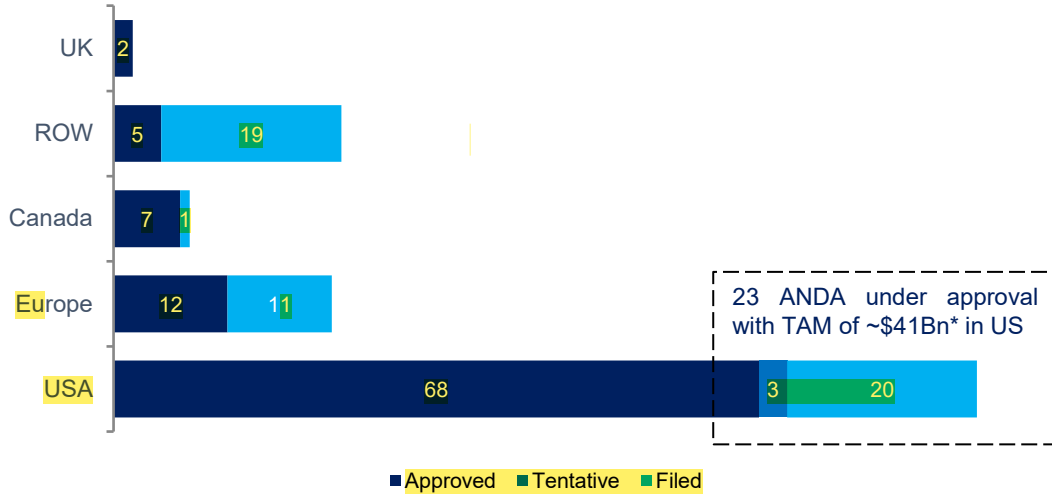 UK
2
ROW
5
19
Canada
7
1
Europe
12
11
23 ANDA under approval
with TAM of ~$41Bn* in US
USA
68
3
20
Approved
Tentative
Filed